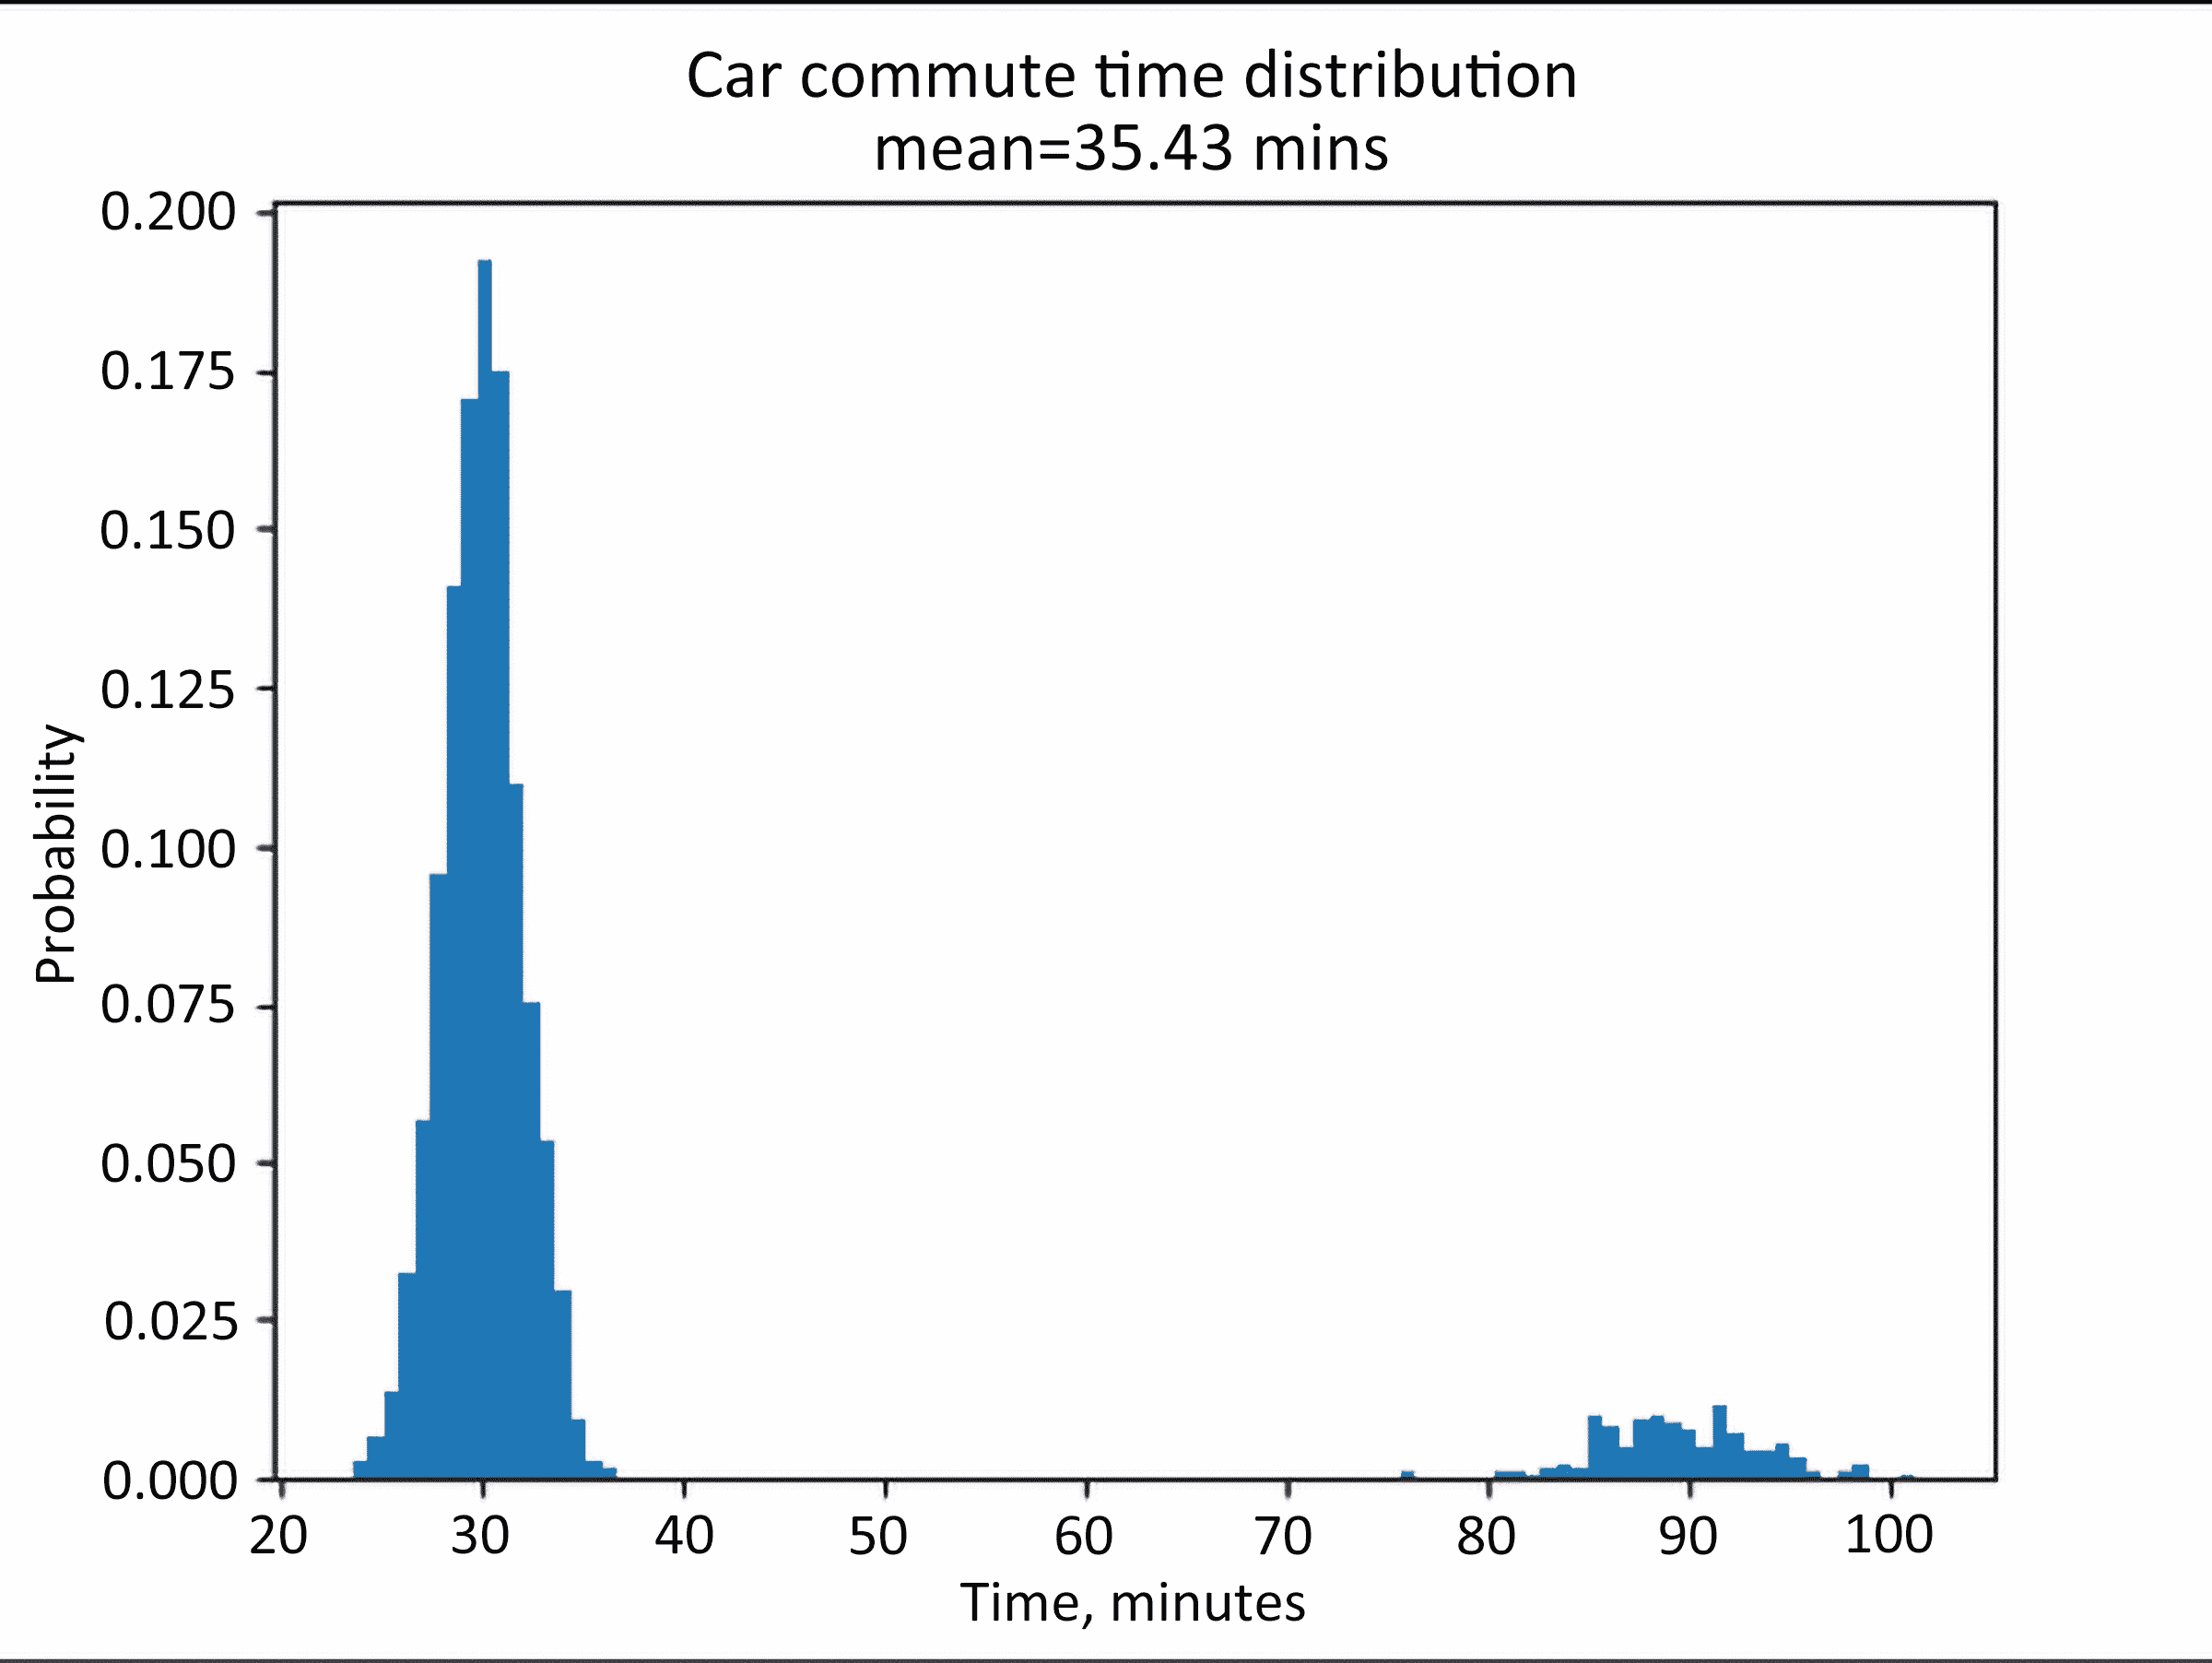 Car commute time distribution
mean=35.43 mins
0.200
0.175
0.150
0.125
0.100
0.075
0.050
0.025
0.000
Probability
20 30 40 50 60 70 80 90 100
Time, minutes